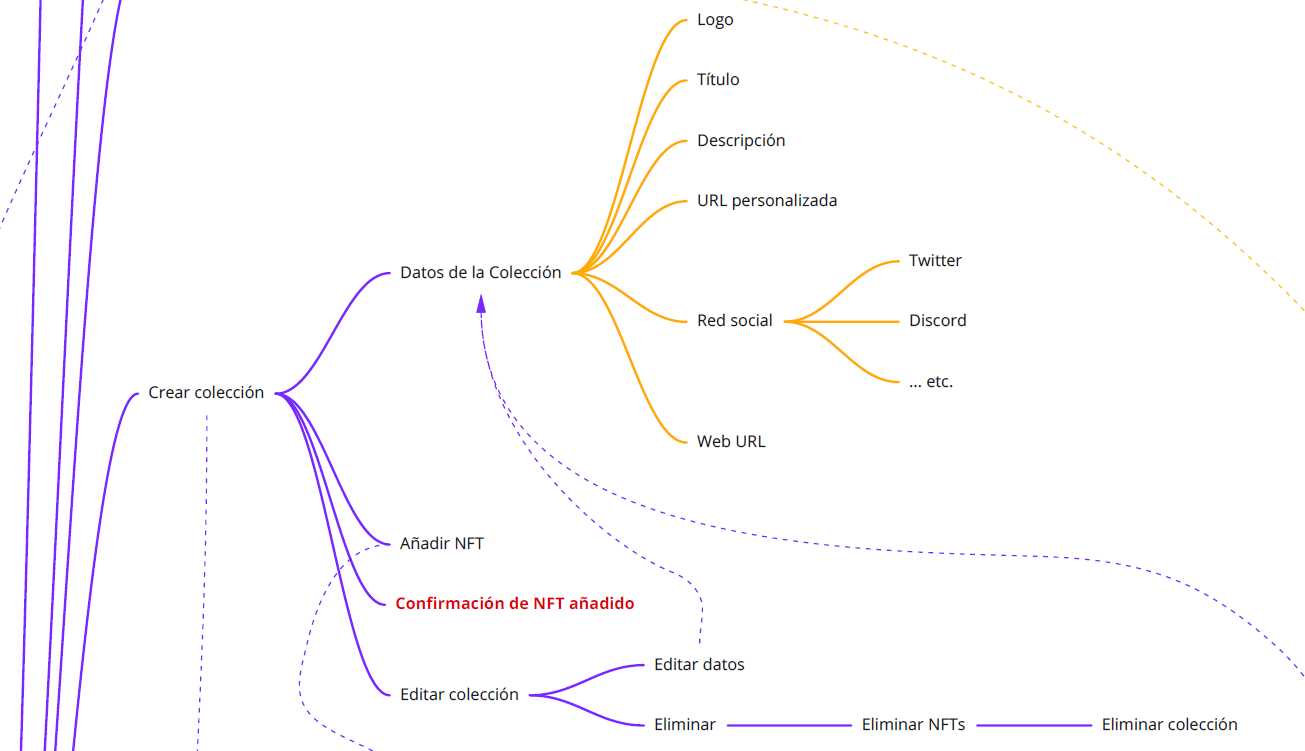 Logo
Título
Descripción
URL personalizada
Twitter
Datos de la Colección
Red social
Discord
... etc.
Crear colección
Web URL
Añadir NFT
Confirmación de NFT añadido
Editar datos
Editar colección
Eliminar
Eliminar NFTs
Eliminar colección